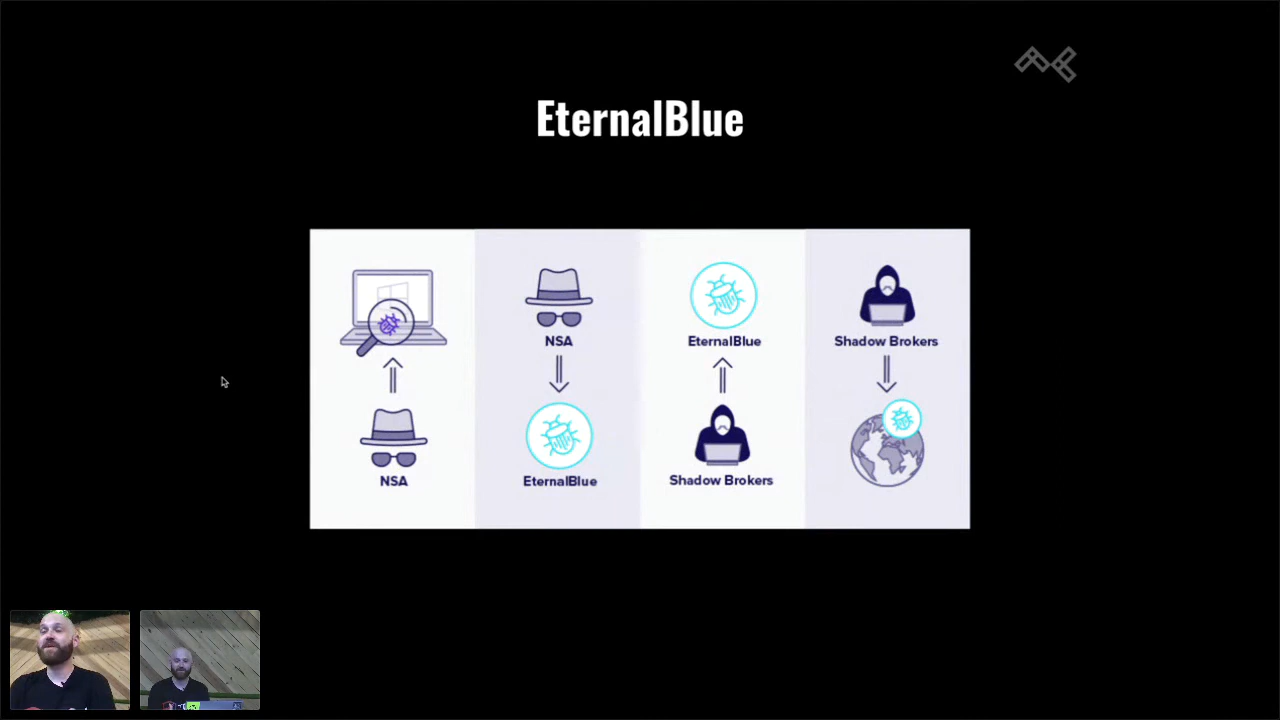 EternalBlue
NSA
NSA
EternalBlue
EternalBlue
Shadow Brokers
Shadow Brokers